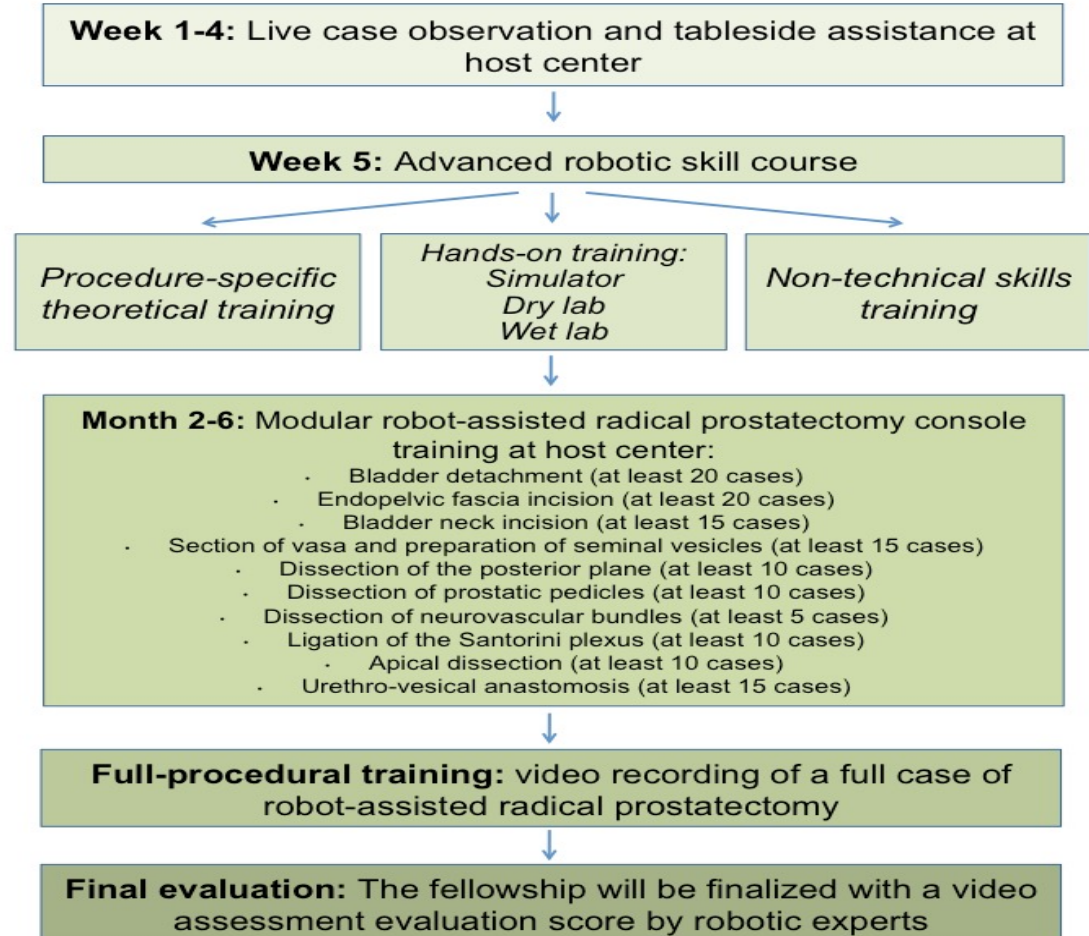 Week 1-4: Live case observation and tableside assistance at
host center
Week 5: Advanced robotic skill course
Procedure-specific
theoretical training
Hands-on training:
Simulator
Dry lab
Wet lab
Non-technical skills
training
Month 2-6: Modular robot-assisted radical prostatectomy console
training at host center:
· Bladder detachment (at least 20 cases)
· Endopelvic fascia incision (at least 20 cases)
· Bladder neck incision (at least 15 cases)
· Section of vasa and preparation of seminal vesicles (at least 15 cases)
· Dissection of the posterior plane (at least 10 cases)
· Dissection of prostatic pedicles (at least 10 cases)
· Dissection of neurovascular bundles (at least 5 cases)
· Ligation of the Santorini plexus (at least 10 cases)
· Apical dissection (at least 10 cases)
· Urethro-vesical anastomosis (at least 15 cases)
Full-procedural training: video recording of a full case of
robot-assisted radical prostatectomy
Final evaluation: The fellowship will be finalized with a video
assessment evaluation score by robotic experts